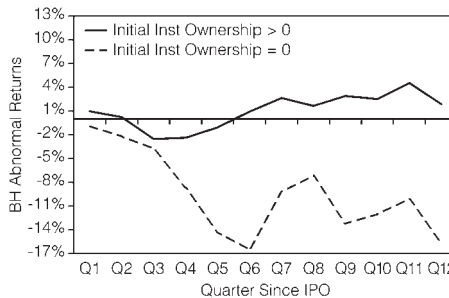 13%
10%
7%
4%
1%
-2%
-5%
-8%
-11%
-14%
-17%
BH Abnormal Returns
Initial Inst Ownership > 0
Initial Inst Ownership = 0
Q1 Q2 Q3 Q4 Q5 Q6 Q7 Q8 Q9 Q10 Q11 Q12
Quarter Since IPO